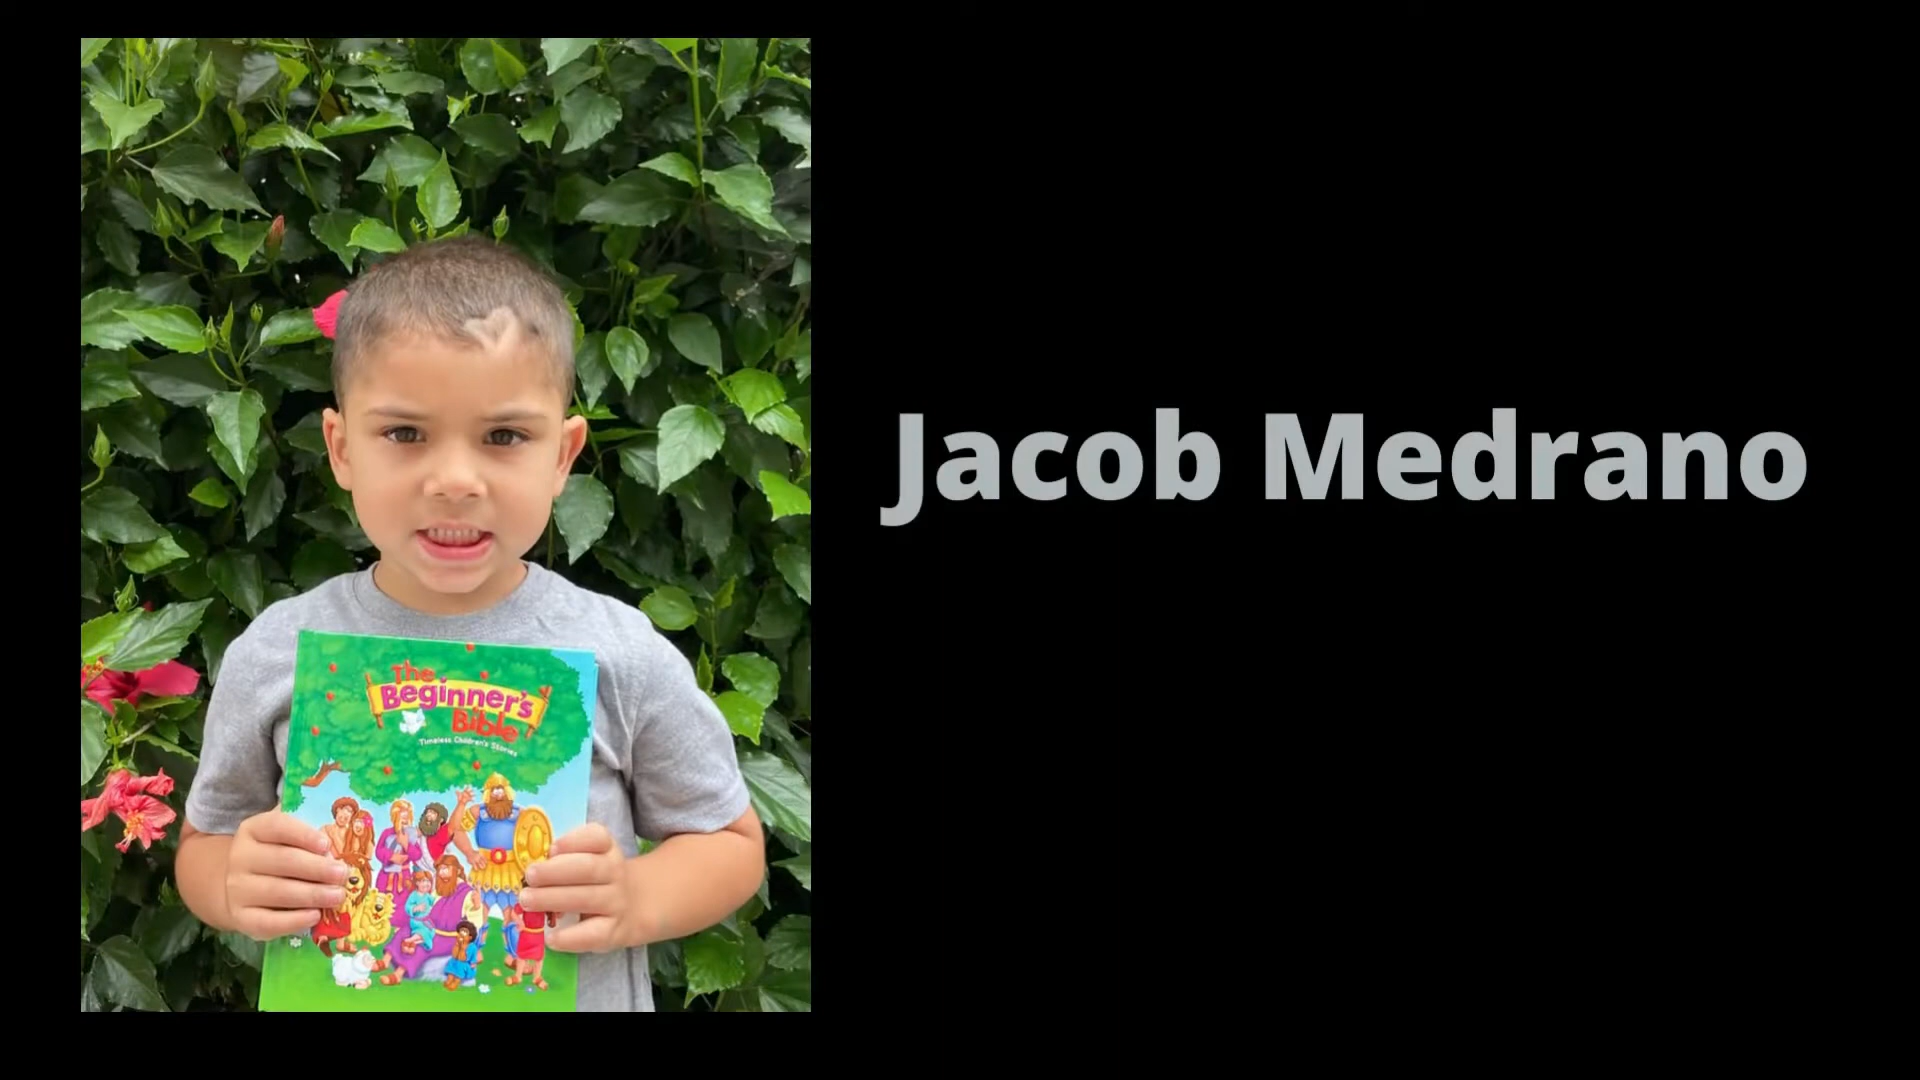 The
Beginner's
Bible
Timeless Children's Stories
Jacob Medrano